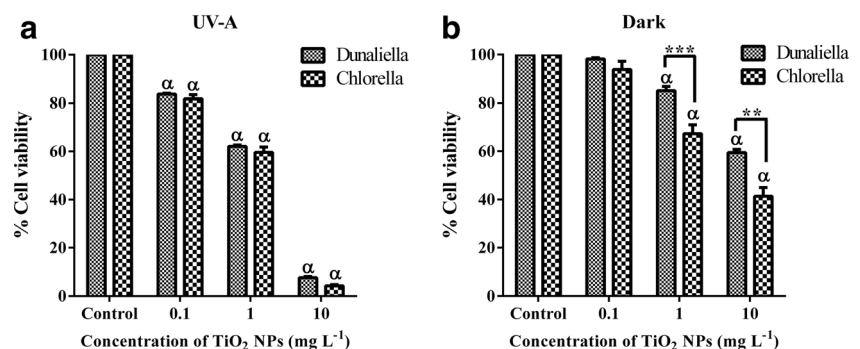 a
UV-A
% Cell viability
100
80
60
40
20
0
Dunaliella
Chlorella
α α
α α
α α
Control 0.1 1 10
Concentration of TiO₂ NPs (mg L⁻¹)
b
Dark
% Cell viability
100
80
60
40
20
0
Dunaliella
Chlorella
***
α
α
**
α
α
Control 0.1 1 10
Concentration of TiO₂ NPs (mg L⁻¹)